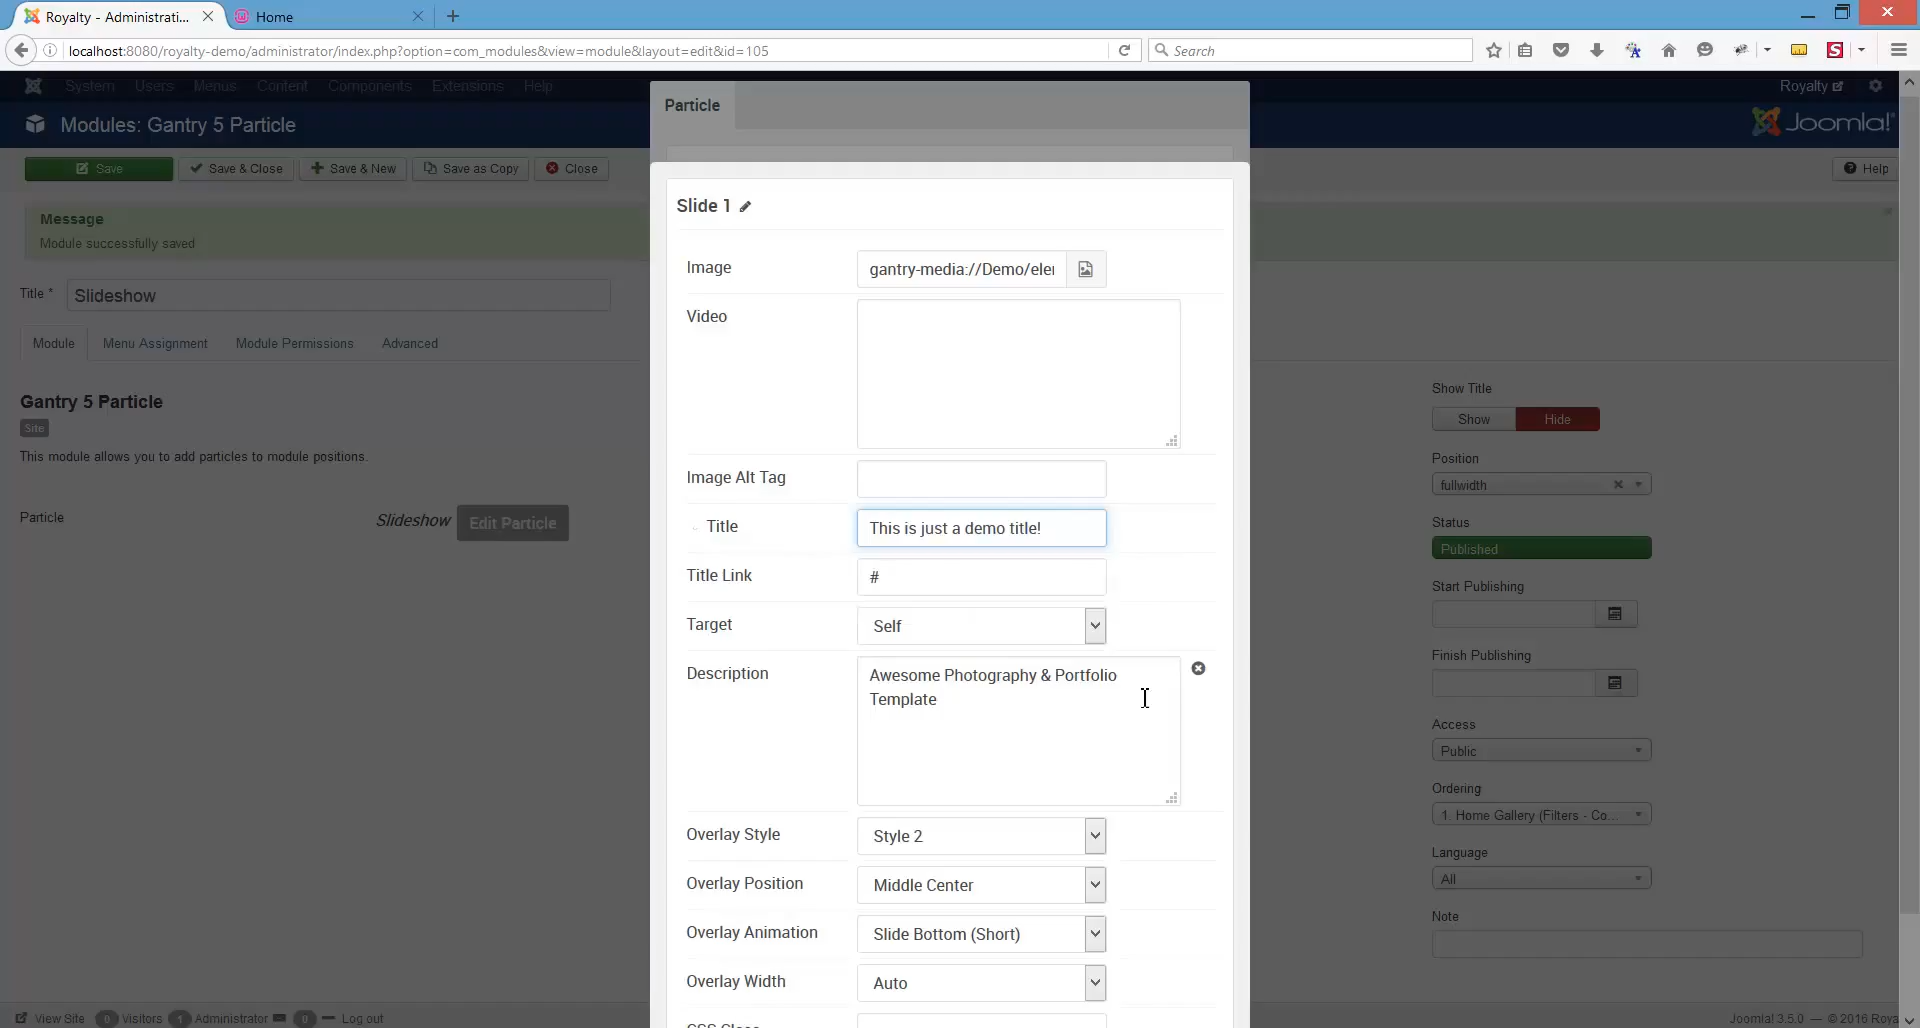 Royalty - Administrati...
Home
localhost:8080/royalty-demo/administrator/index.php?option=com_modules&view=module&layout=edit&id=105
Search
System Users Menus Content Components Extensions Help
Royalty
Particle
Modules: Gantry 5 Particle
Joomla!
Save
Save & Close
Save & New
Save as Copy
Close
Help
Message
Module successfully saved
Title * Slideshow
Module Menu Assignment Module Permissions Advanced
Gantry 5 Particle
Site
This module allows you to add particles to module positions.
Particle Slideshow Edit Particle
Slide 1
Image gantry-media://Demo/eler
Video
Image Alt Tag
Title This is just a demo title!
Title Link #
Target Self
Description Awesome Photography & Portfolio
Template
Overlay Style Style 2
Overlay Position Middle Center
Overlay Animation Slide Bottom (Short)
Overlay Width Auto
CSS Class
Show Title
Show Hide
Position
fullwidth
Status
Published
Start Publishing
Finish Publishing
Access
Public
Ordering
1. Home Gallery (Filters - Co...
Language
All
Note
View Site 0 Visitors 1 Administrator 0 Log out
Joomla! 3.5.0 — © 2016 Roya